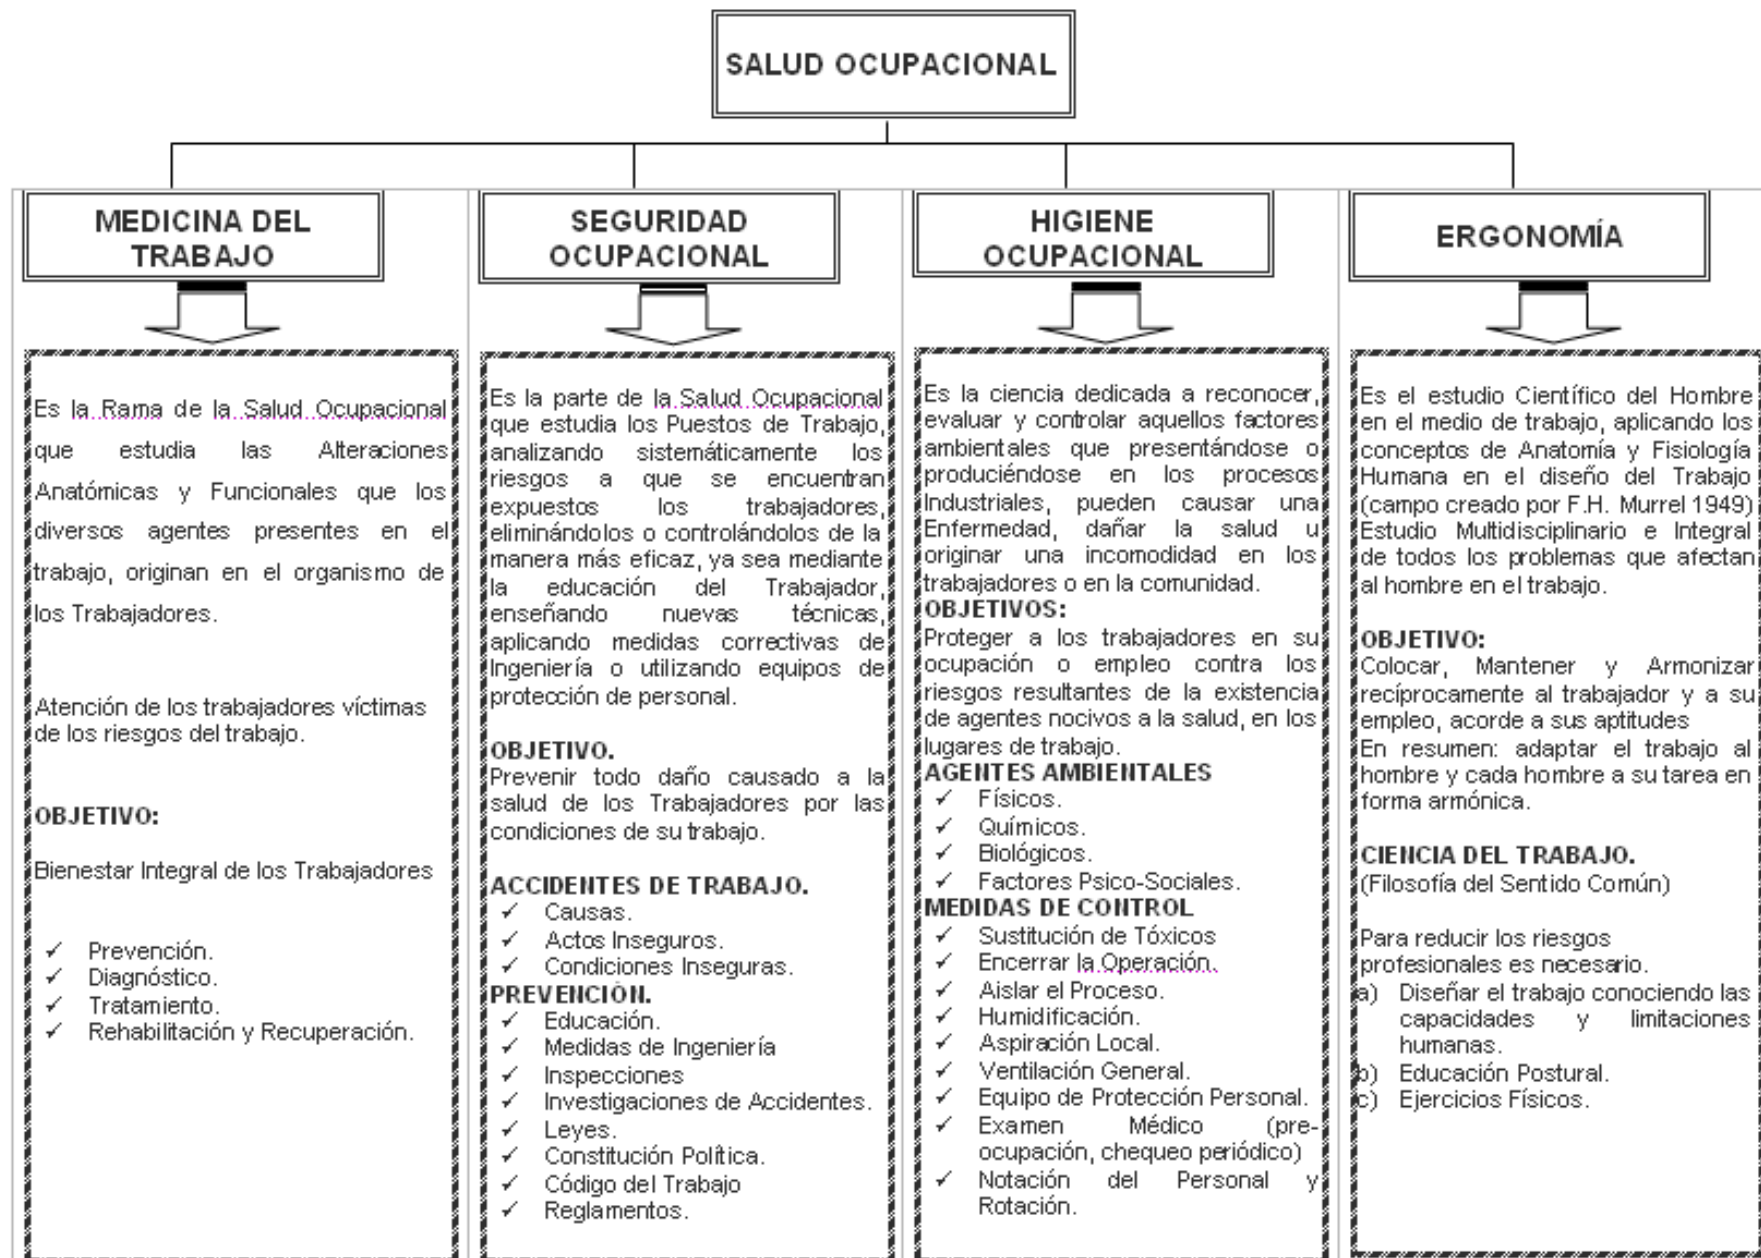 SALUD OCUPACIONAL
MEDICINA DEL
TRABAJO
Es la Rama de la Salud Ocupacional
que estudia las Alteraciones
Anatómicas y Funcionales que los
diversos agentes presentes en el
trabajo, originan en el organismo de
los Trabajadores.
Atención de los trabajadores víctimas
de los riesgos del trabajo.
OBJETIVO:
Bienestar Integral de los Trabajadores
✓ Prevención.
✓ Diagnóstico.
✓ Tratamiento.
✓ Rehabilitación y Recuperación.
SEGURIDAD
OCUPACIONAL
Es la parte de la Salud Ocupacional
que estudia los Puestos de Trabajo,
analizando sistemáticamente los
riesgos a que se encuentran
expuestos los trabajadores,
eliminándolos o controlándolos de la
manera más eficaz, ya sea mediante
la educación del Trabajador,
enseñando nuevas técnicas,
aplicando medidas correctivas de
Ingeniería o utilizando equipos de
protección de personal.
OBJETIVO.
Prevenir todo daño causado a la
salud de los Trabajadores por las
condiciones de su trabajo.
ACCIDENTES DE TRABAJO.
✓ Causas.
✓ Actos Inseguros.
✓ Condiciones Inseguras.
PREVENCIÓN.
✓ Educación.
✓ Medidas de Ingeniería
✓ Inspecciones
✓ Investigaciones de Accidentes.
✓ Leyes.
✓ Constitución Política.
✓ Código del Trabajo
✓ Reglamentos.
HIGIENE
OCUPACIONAL
Es la ciencia dedicada a reconocer,
evaluar y controlar aquellos factores
ambientales que presentándose o
produciéndose en los procesos
Industriales, pueden causar una
Enfermedad, dañar la salud u
originar una incomodidad en los
trabajadores o en la comunidad.
OBJETIVOS:
Proteger a los trabajadores en su
ocupación o empleo contra los
riesgos resultantes de la existencia
de agentes nocivos a la salud, en los
lugares de trabajo.
AGENTES AMBIENTALES
✓ Físicos.
✓ Químicos.
✓ Biológicos.
✓ Factores Psico-Sociales.
MEDIDAS DE CONTROL
✓ Sustitución de Tóxicos
✓ Encerrar la Operación.
✓ Aislar el Proceso.
✓ Humidificación.
✓ Aspiración Local.
✓ Ventilación General.
✓ Equipo de Protección Personal.
✓ Examen Médico (pre-
ocupación, chequeo periódico)
✓ Notación del Personal y
Rotación.
ERGONOMÍA
Es el estudio Científico del Hombre
en el medio de trabajo, aplicando los
conceptos de Anatomía y Fisiología
Humana en el diseño del Trabajo
(campo creado por F.H. Murrel 1949)
Estudio Multidisciplinario e Integral
de todos los problemas que afectan
al hombre en el trabajo.
OBJETIVO:
Colocar, Mantener y Armonizar
recíprocamente al trabajador y a su
empleo, acorde a sus aptitudes
En resumen: adaptar el trabajo al
hombre y cada hombre a su tarea en
forma armónica.
CIENCIA DEL TRABAJO.
(Filosofía del Sentido Común)
Para reducir los riesgos
profesionales es necesario.
a) Diseñar el trabajo conociendo las
capacidades y limitaciones
humanas.
b) Educación Postural.
c) Ejercicios Físicos.